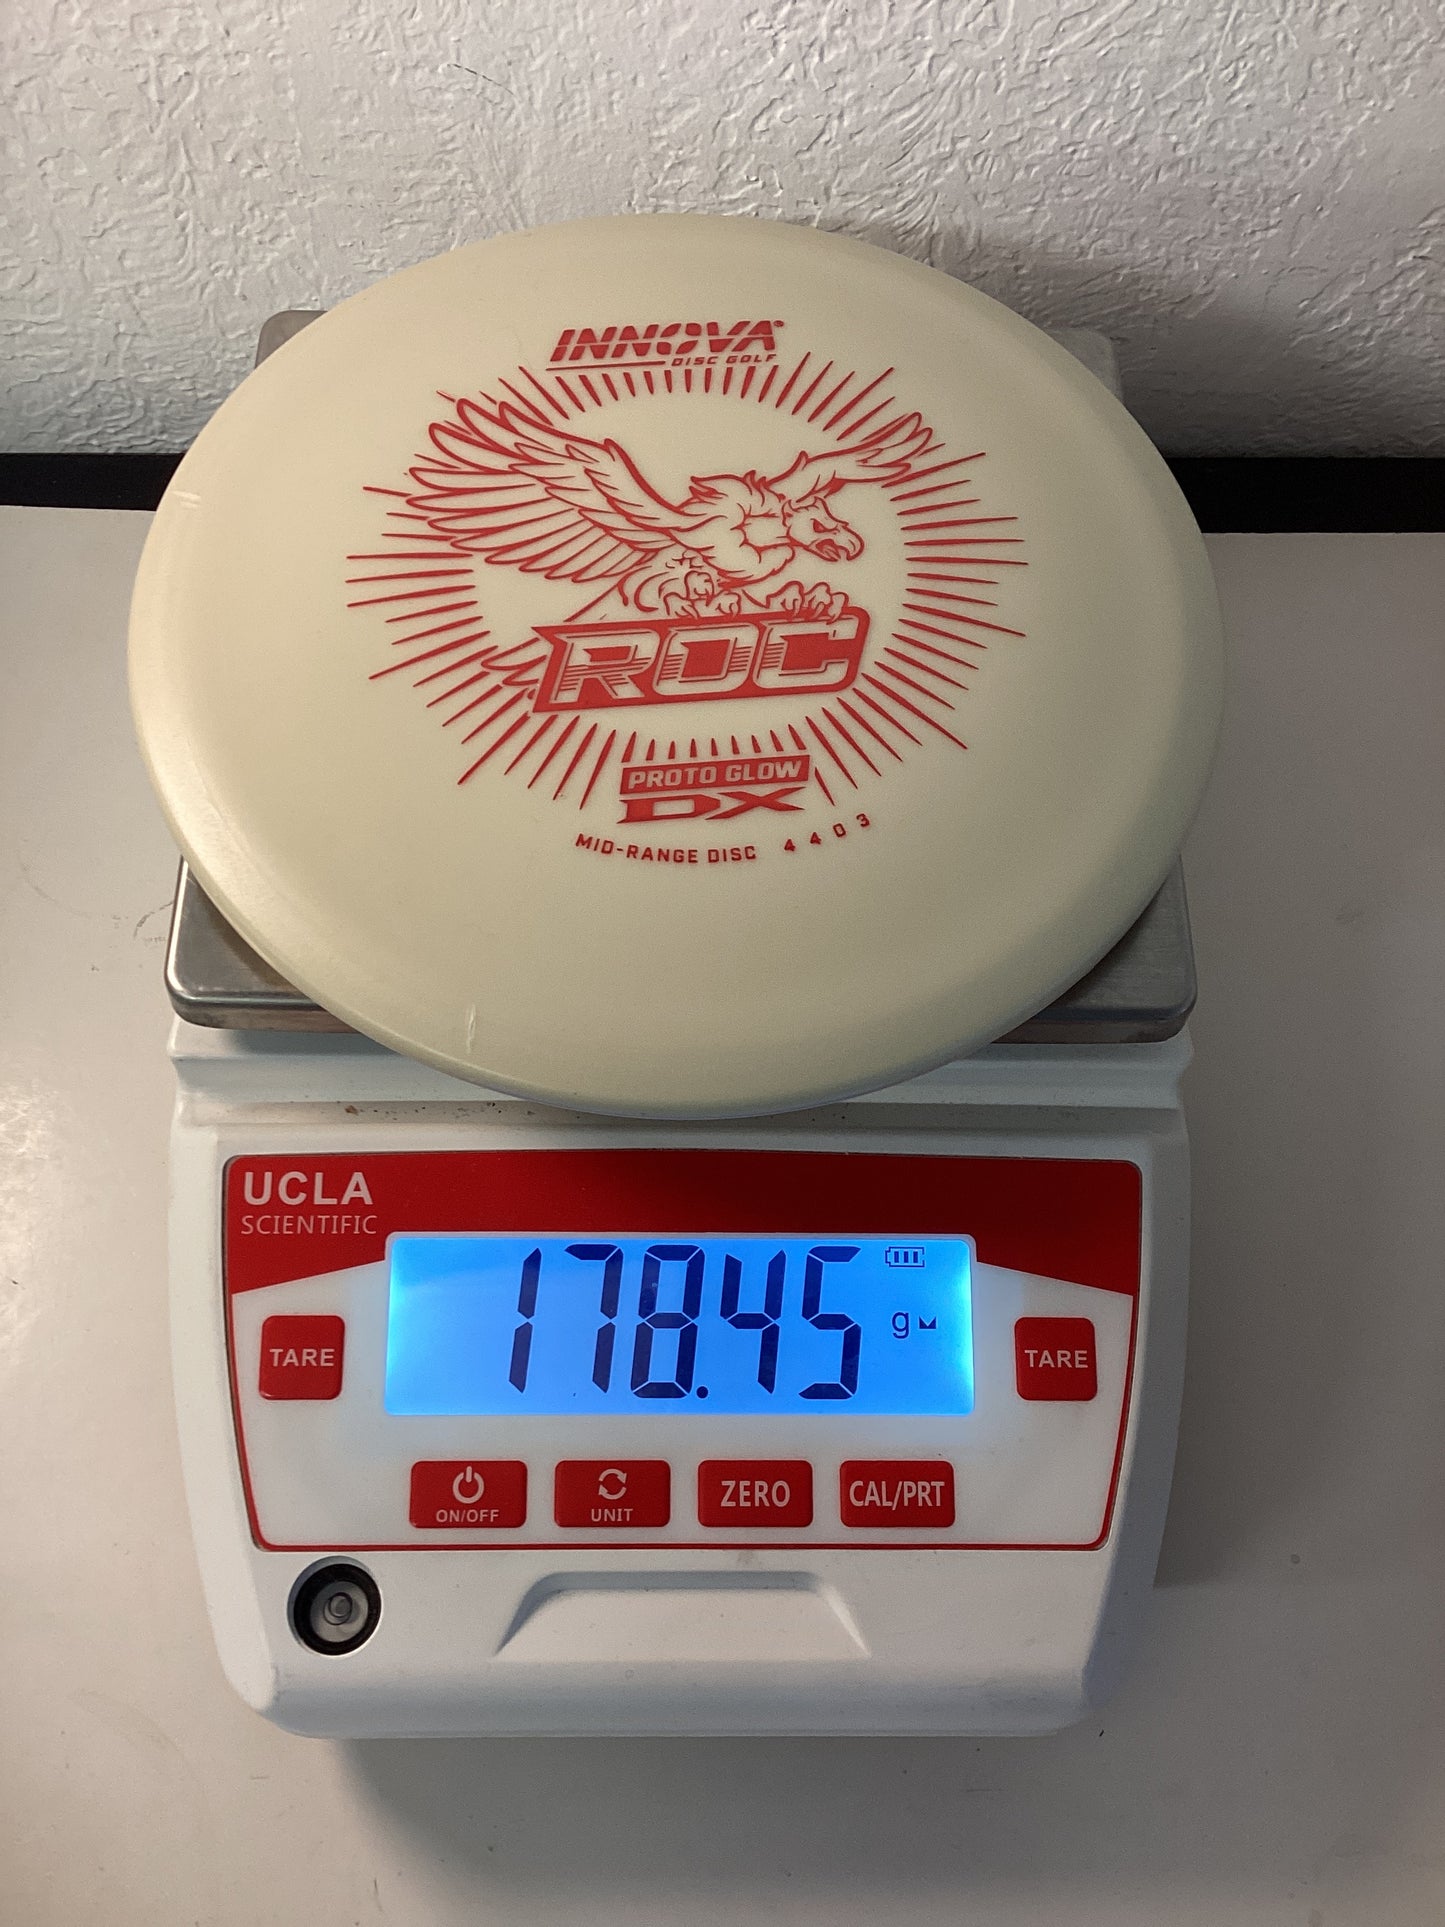 INNOVA®
DISC GOLF
ROC
PROTO GLOW
DX
MID-RANGE DISC 4 4 0 3
UCLA
SCIENTIFIC
178.45 g
TARE
TARE
ON/OFF
UNIT
ZERO
CAL/PRT